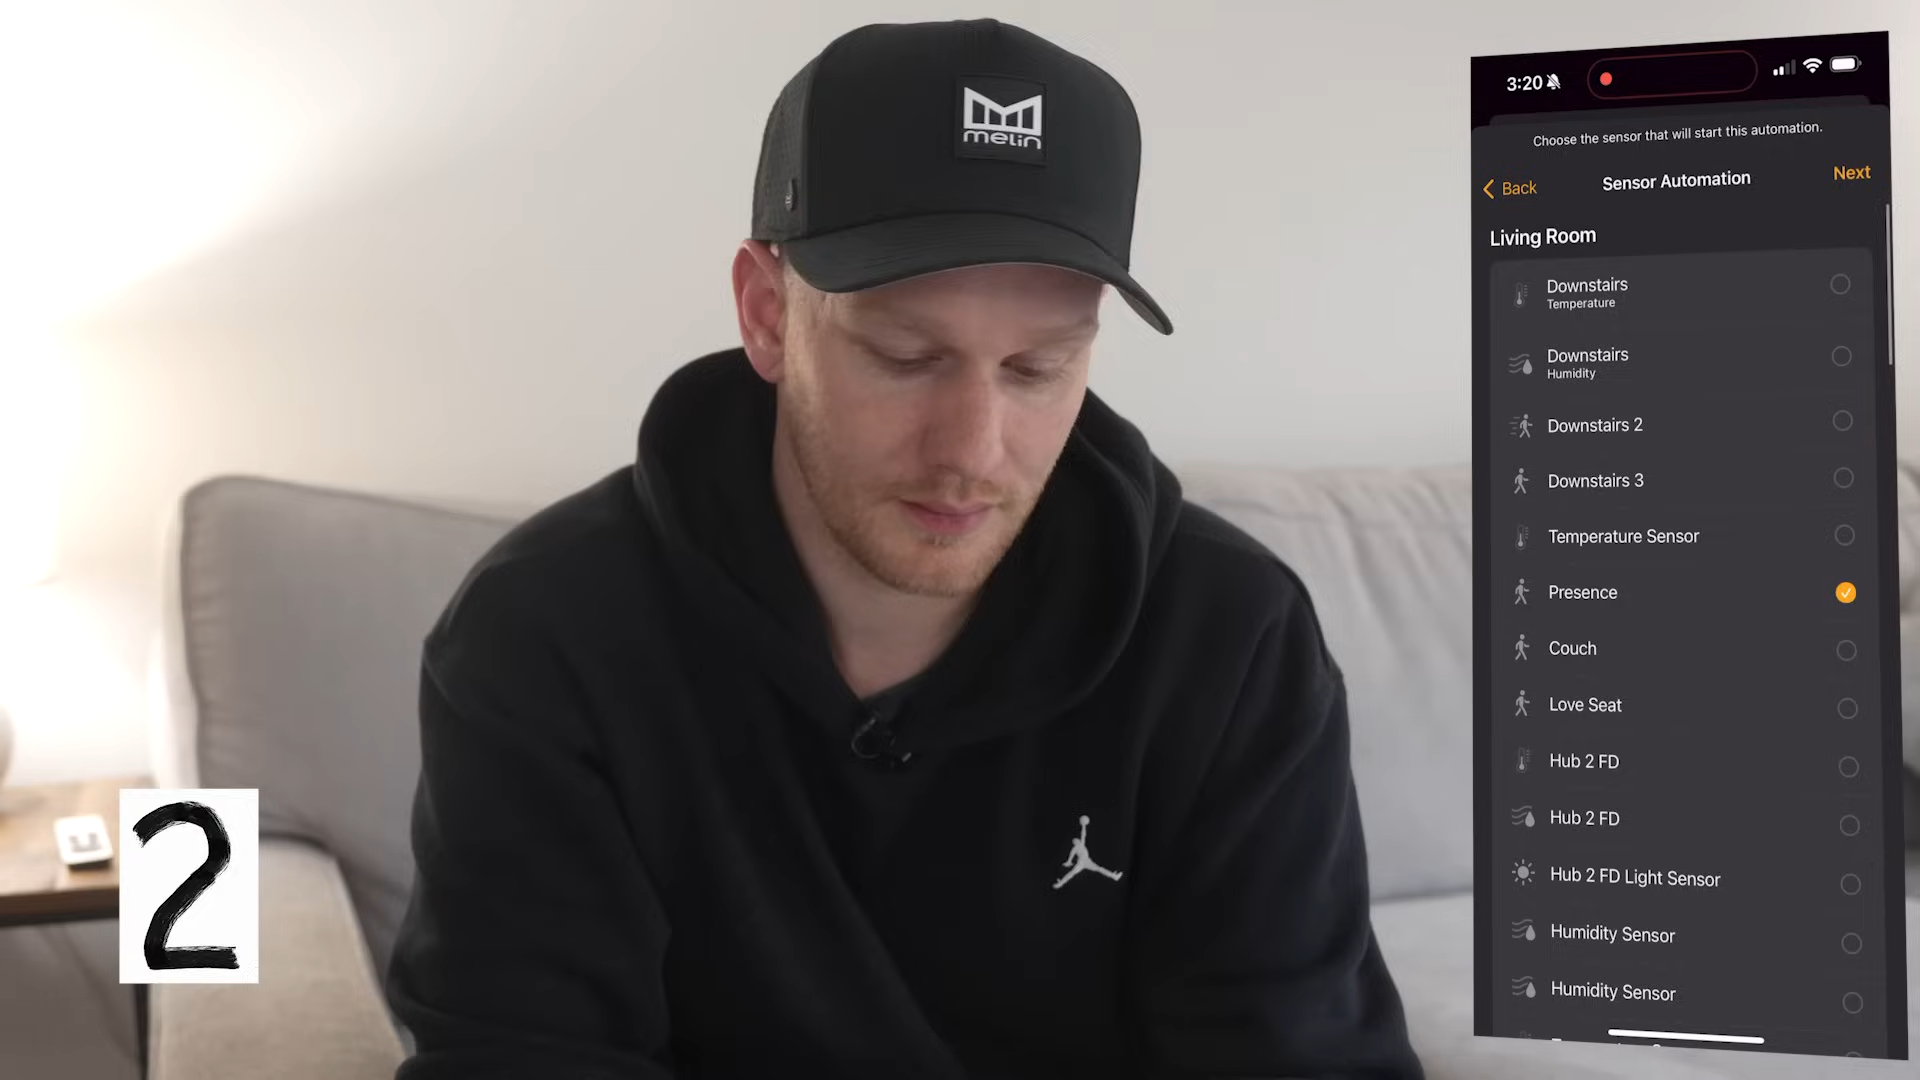 melin
2
3:20
Choose the sensor that will start this automation.
Back
Sensor Automation
Next
Living Room
Downstairs
Temperature
Downstairs
Humidity
Downstairs 2
Downstairs 3
Temperature Sensor
Presence
Couch
Love Seat
Hub 2 FD
Hub 2 FD
Hub 2 FD Light Sensor
Humidity Sensor
Humidity Sensor